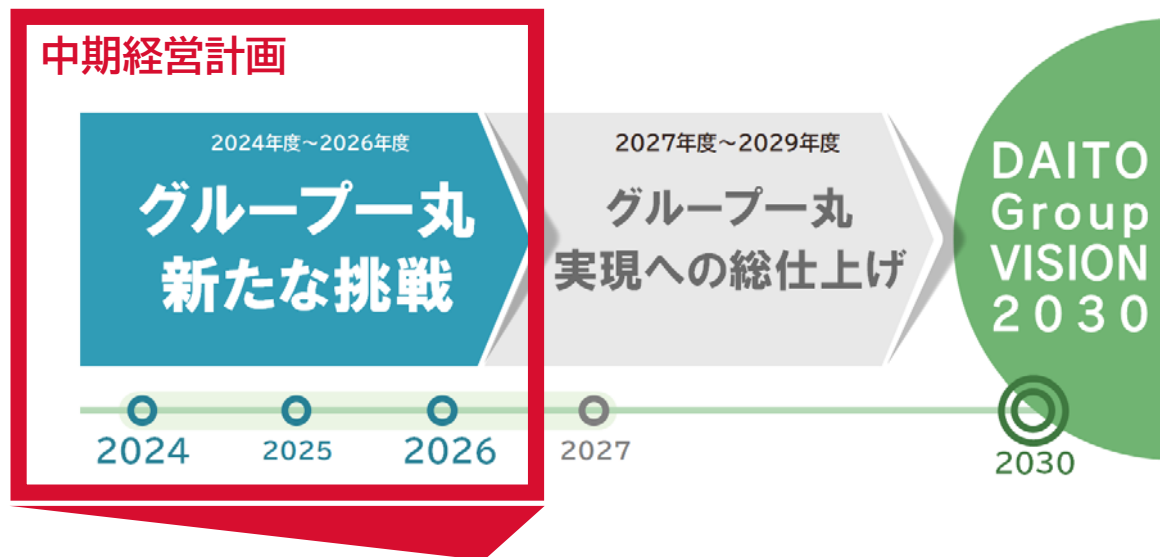 中期経営計画
2024年度~2026年度
グループ一丸
新たな挑戦
2027年度~2029年度
グループ一丸
実現への総仕上げ
DAITO
Group
VISION
2030
2024
2025
2026
2027
2030